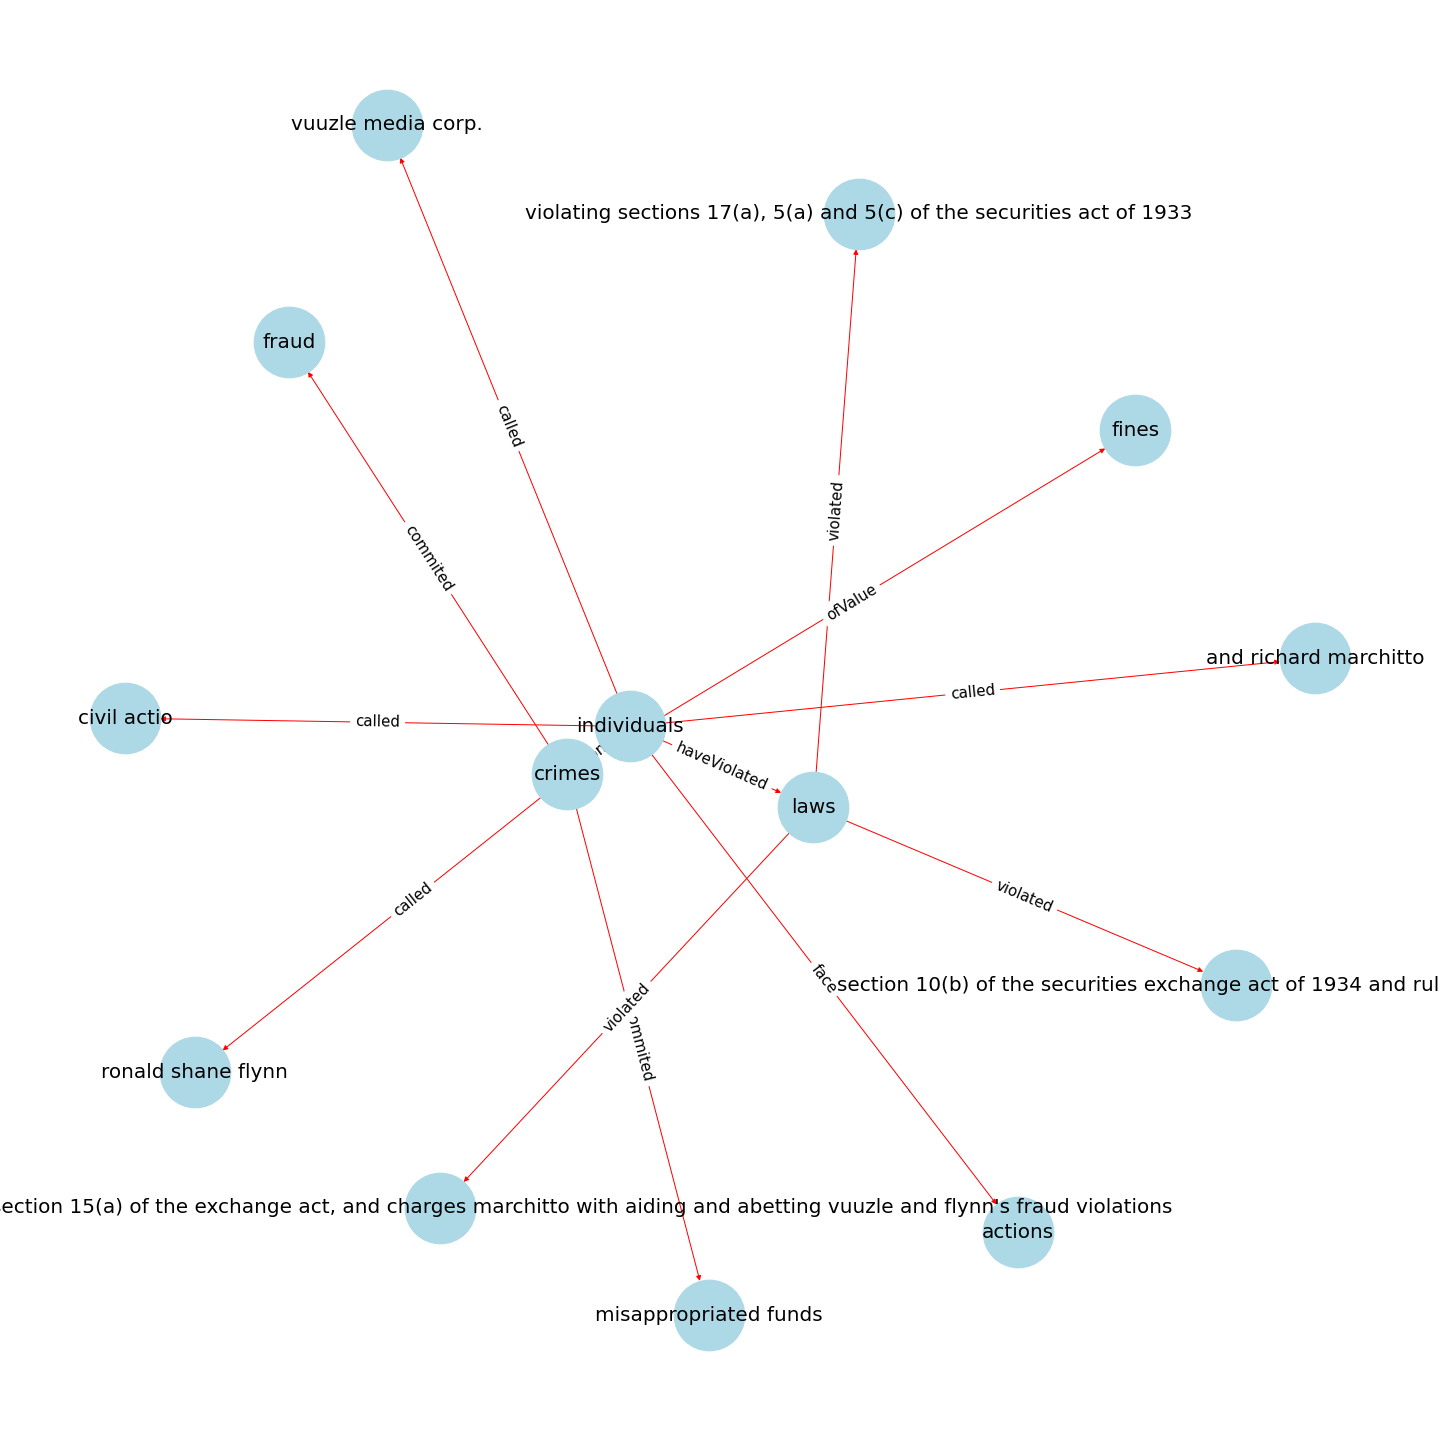 vuuzle media corp.
violating sections 17(a), 5(a) and 5(c) of the securities act of 1933
fraud
called
fines
violated
commited
ofValue
and richard marchitto
called
civil actio
called
individuals
haveViolated
crimes
laws
called
violated
face
section 10(b) of the securities exchange act of 1934 and rul
violated
ommited
ronald shane flynn
ection 15(a) of the exchange act, and charges marchitto with aiding and abetting vuuzle and flynn's fraud violations
actions
misappropriated funds